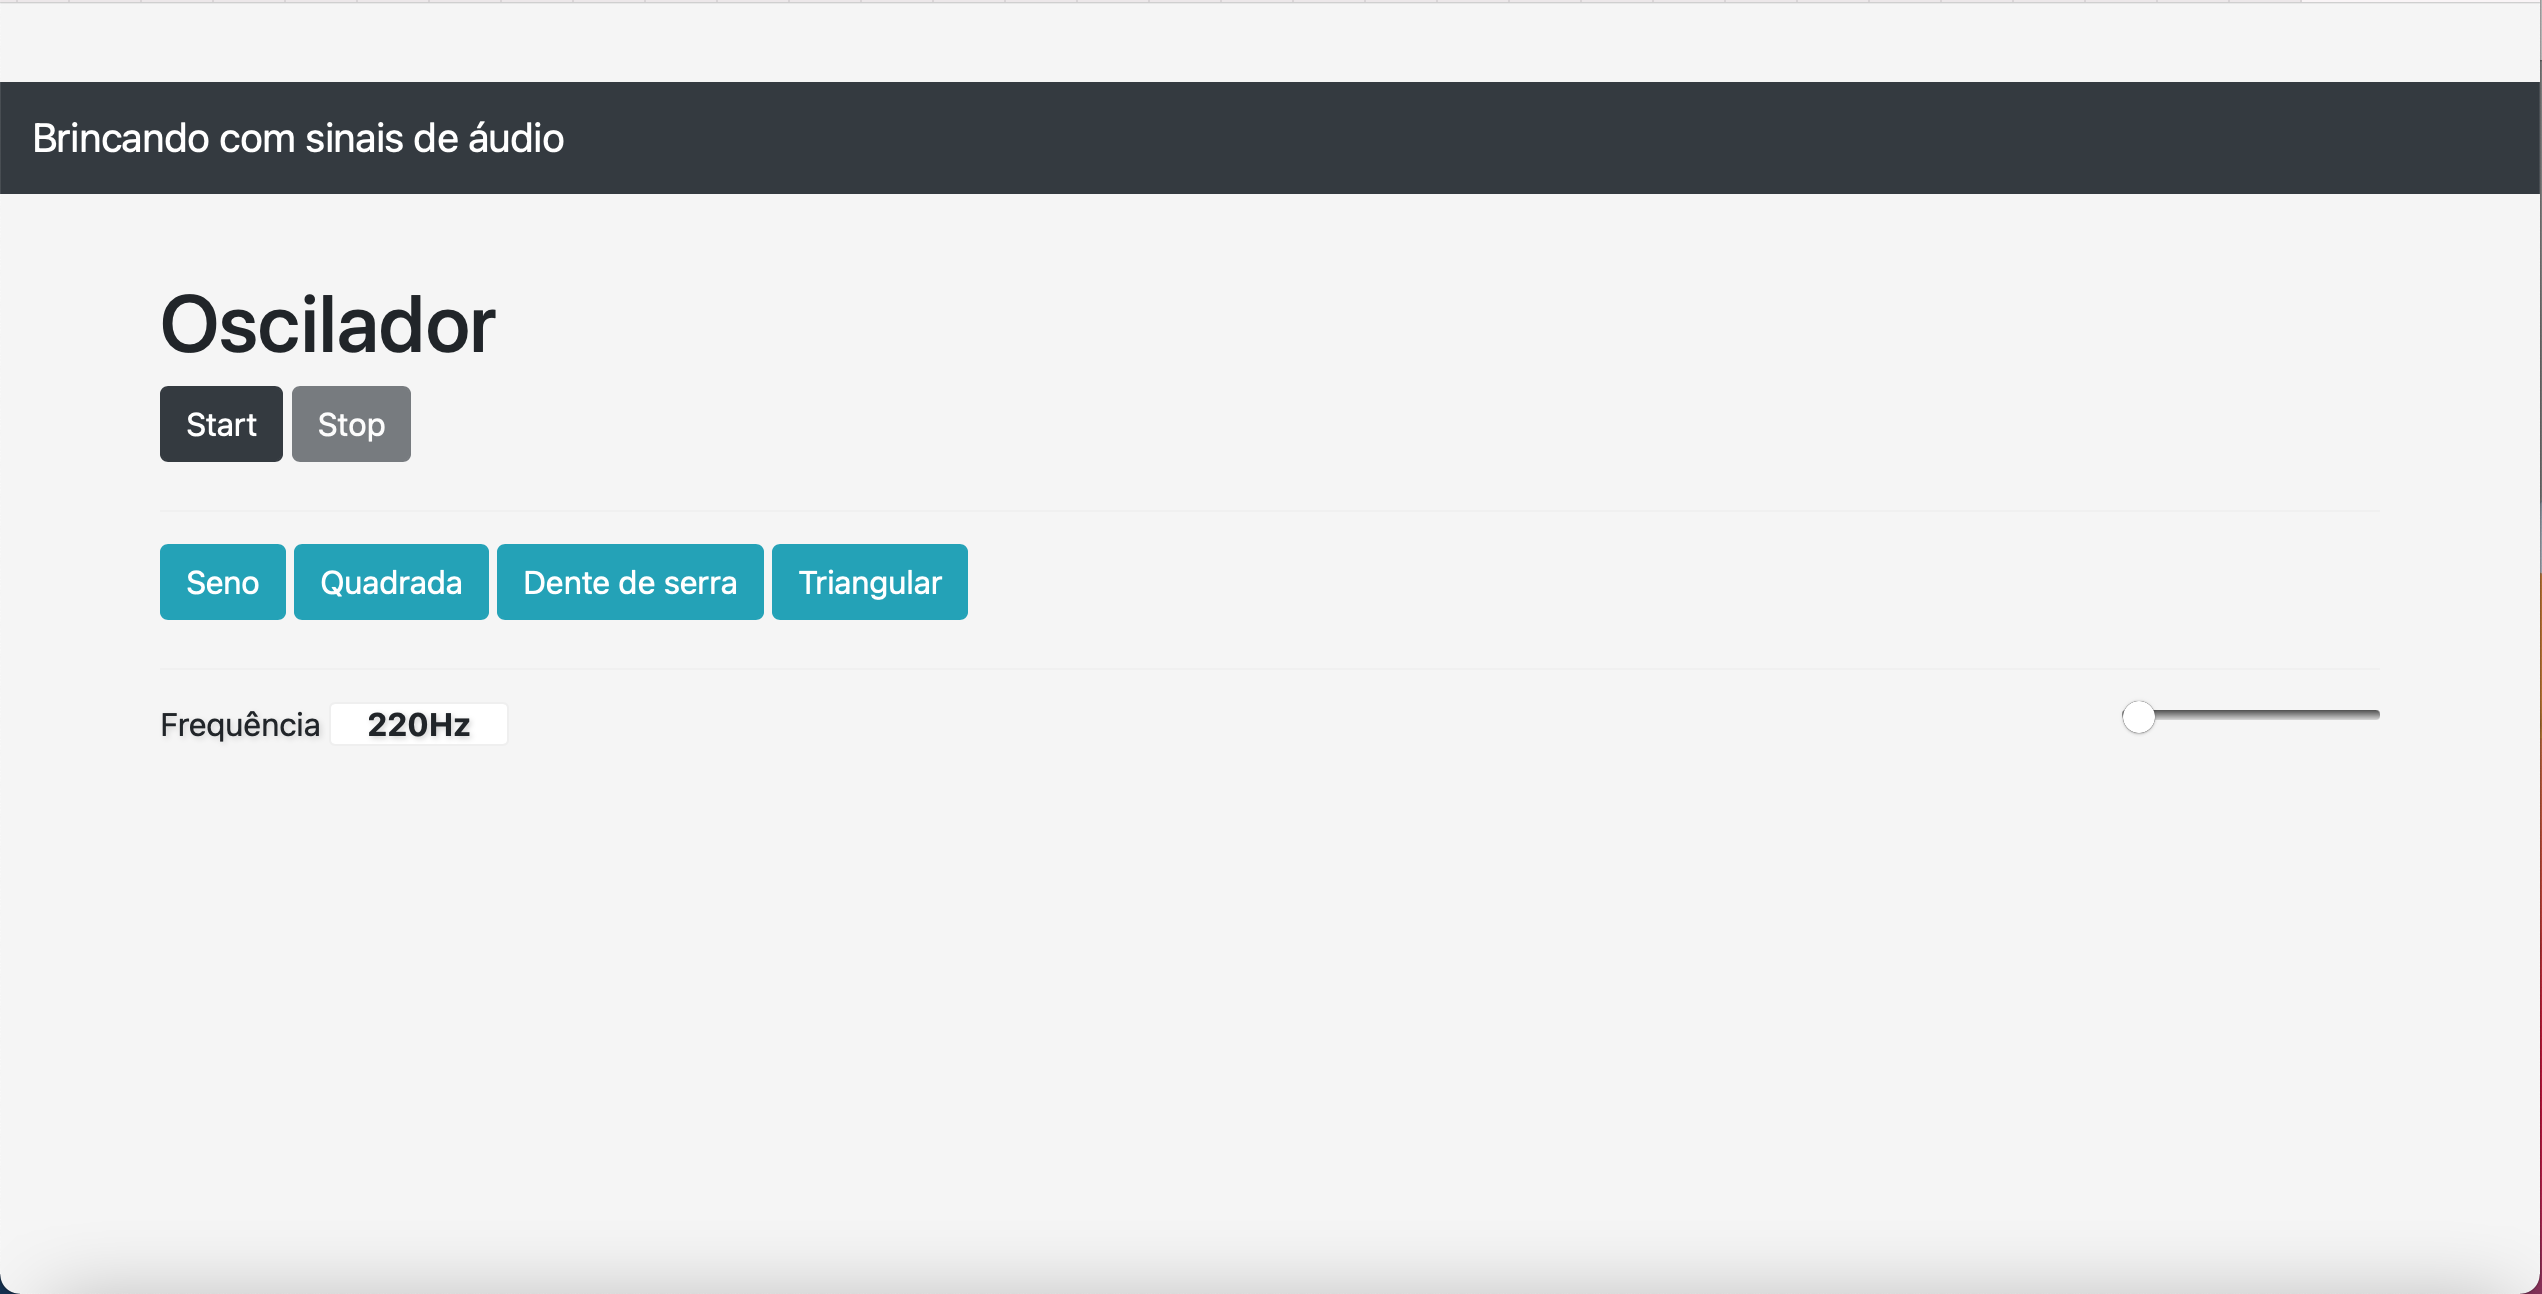 Brincando com sinais de áudio
Oscilador
Start Stop
Seno Quadrada Dente de serra Triangular
Frequência 220Hz